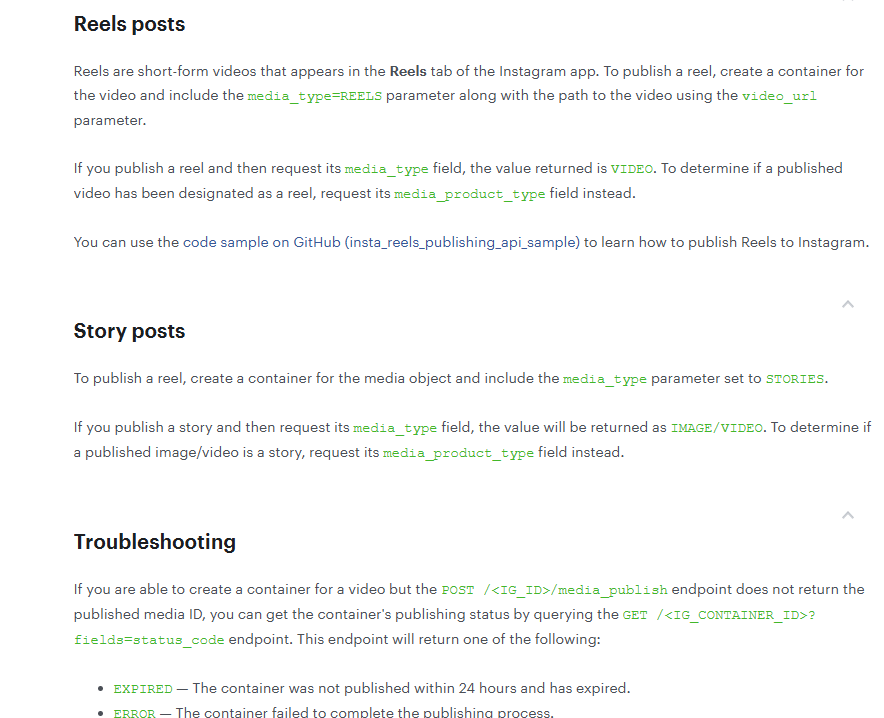 Reels posts
Reels are short-form videos that appears in the Reels tab of the Instagram app. To publish a reel, create a container for
the video and include the media_type=REELS parameter along with the path to the video using the video_url
parameter.
If you publish a reel and then request its media_type field, the value returned is VIDEO. To determine if a published
video has been designated as a reel, request its media_product_type field instead.
You can use the code sample on GitHub (insta_reels_publishing_api_sample) to learn how to publish Reels to Instagram.
Story posts
To publish a reel, create a container for the media object and include the media_type parameter set to STORIES.
If you publish a story and then request its media_type field, the value will be returned as IMAGE/VIDEO. To determine if
a published image/video is a story, request its media_product_type field instead.
Troubleshooting
If you are able to create a container for a video but the POST /<IG_ID>/media_publish endpoint does not return the
published media ID, you can get the container's publishing status by querying the GET /<IG_CONTAINER_ID>?
fields=status_code endpoint. This endpoint will return one of the following:
• EXPIRED — The container was not published within 24 hours and has expired.
• ERROR — The container failed to complete the publishing process.